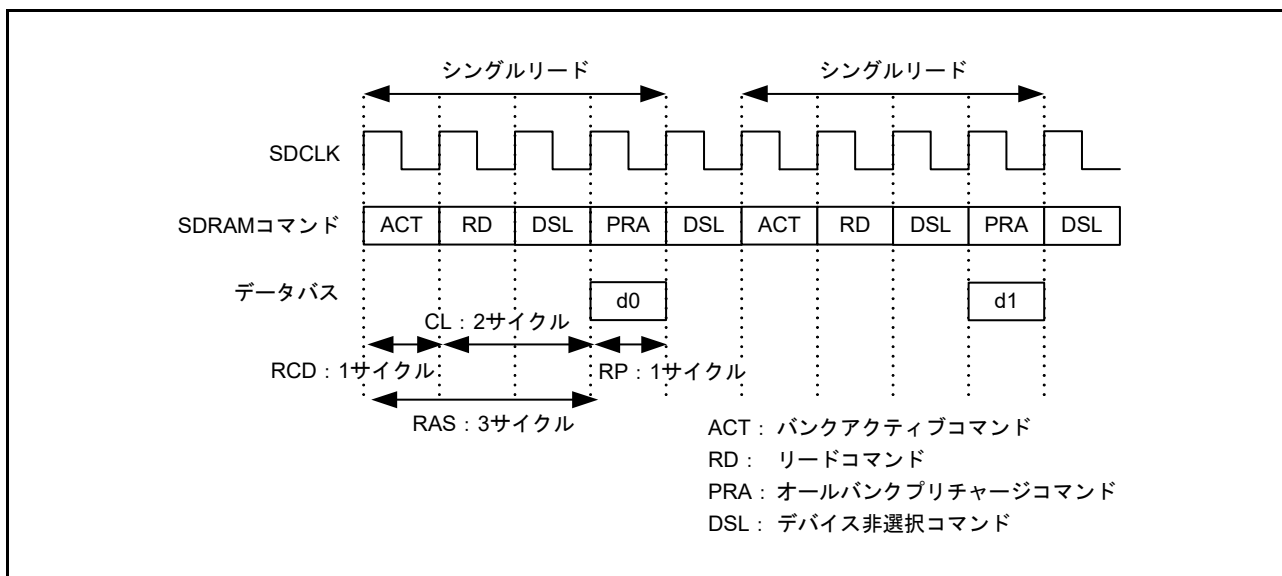 シングルリード シングルリード
SDCLK
SDRAMコマンド ACT RD DSL PRA DSL ACT RD DSL PRA DSL
データバス d0 d1
CL：2サイクル
RCD：1サイクル RP：1サイクル
RAS：3サイクル
ACT： バンクアクティブコマンド
RD： リードコマンド
PRA： オールバンクプリチャージコマンド
DSL： デバイス非選択コマンド